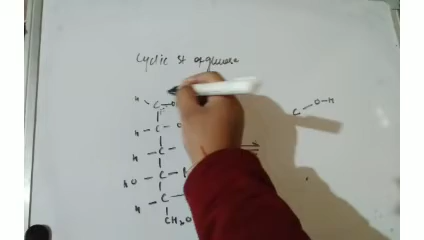 Cyclic st of glucose
H C O
C O-H
H C O
H C
HO C H
H C
CH2O